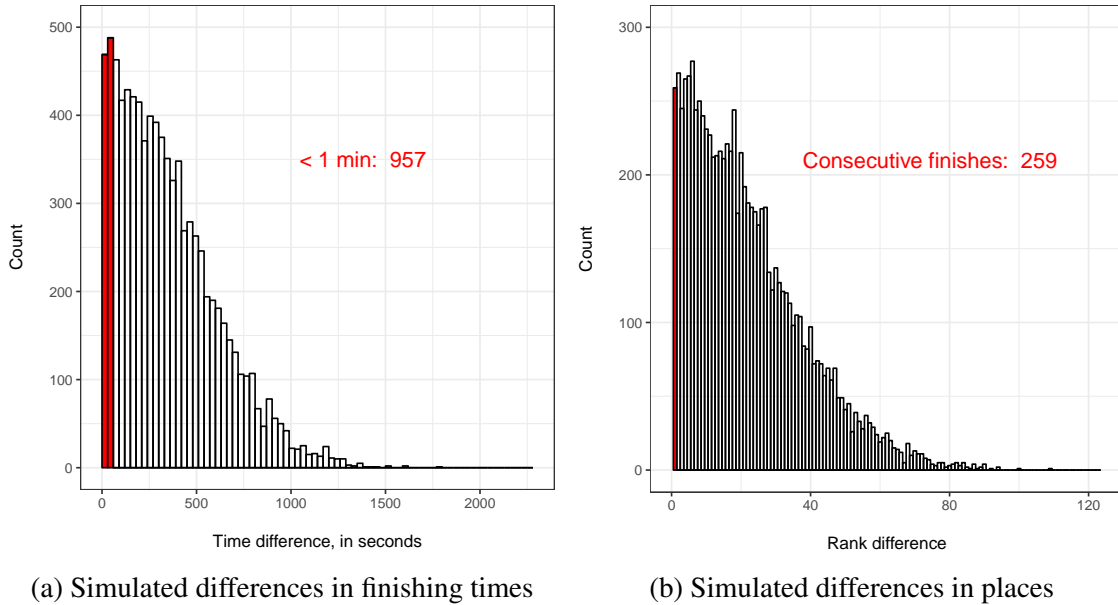 500
400
300
200
100
0
Count
< 1 min: 957
0
500
1000
1500
2000
Time difference, in seconds
(a) Simulated differences in finishing times
300
200
100
0
Count
Consecutive finishes: 259
0
40
80
120
Rank difference
(b) Simulated differences in places